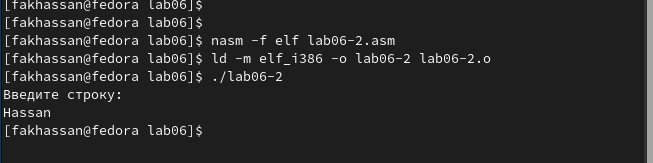 [fakhassan@fedora lab06]$
[fakhassan@fedora lab06]$
[fakhassan@fedora lab06]$ nasm -f elf lab06-2.asm
[fakhassan@fedora lab06]$ ld -m elf_i386 -o lab06-2 lab06-2.o
[fakhassan@fedora lab06]$ ./lab06-2
Введите строку:
Hassan
[fakhassan@fedora lab06]$